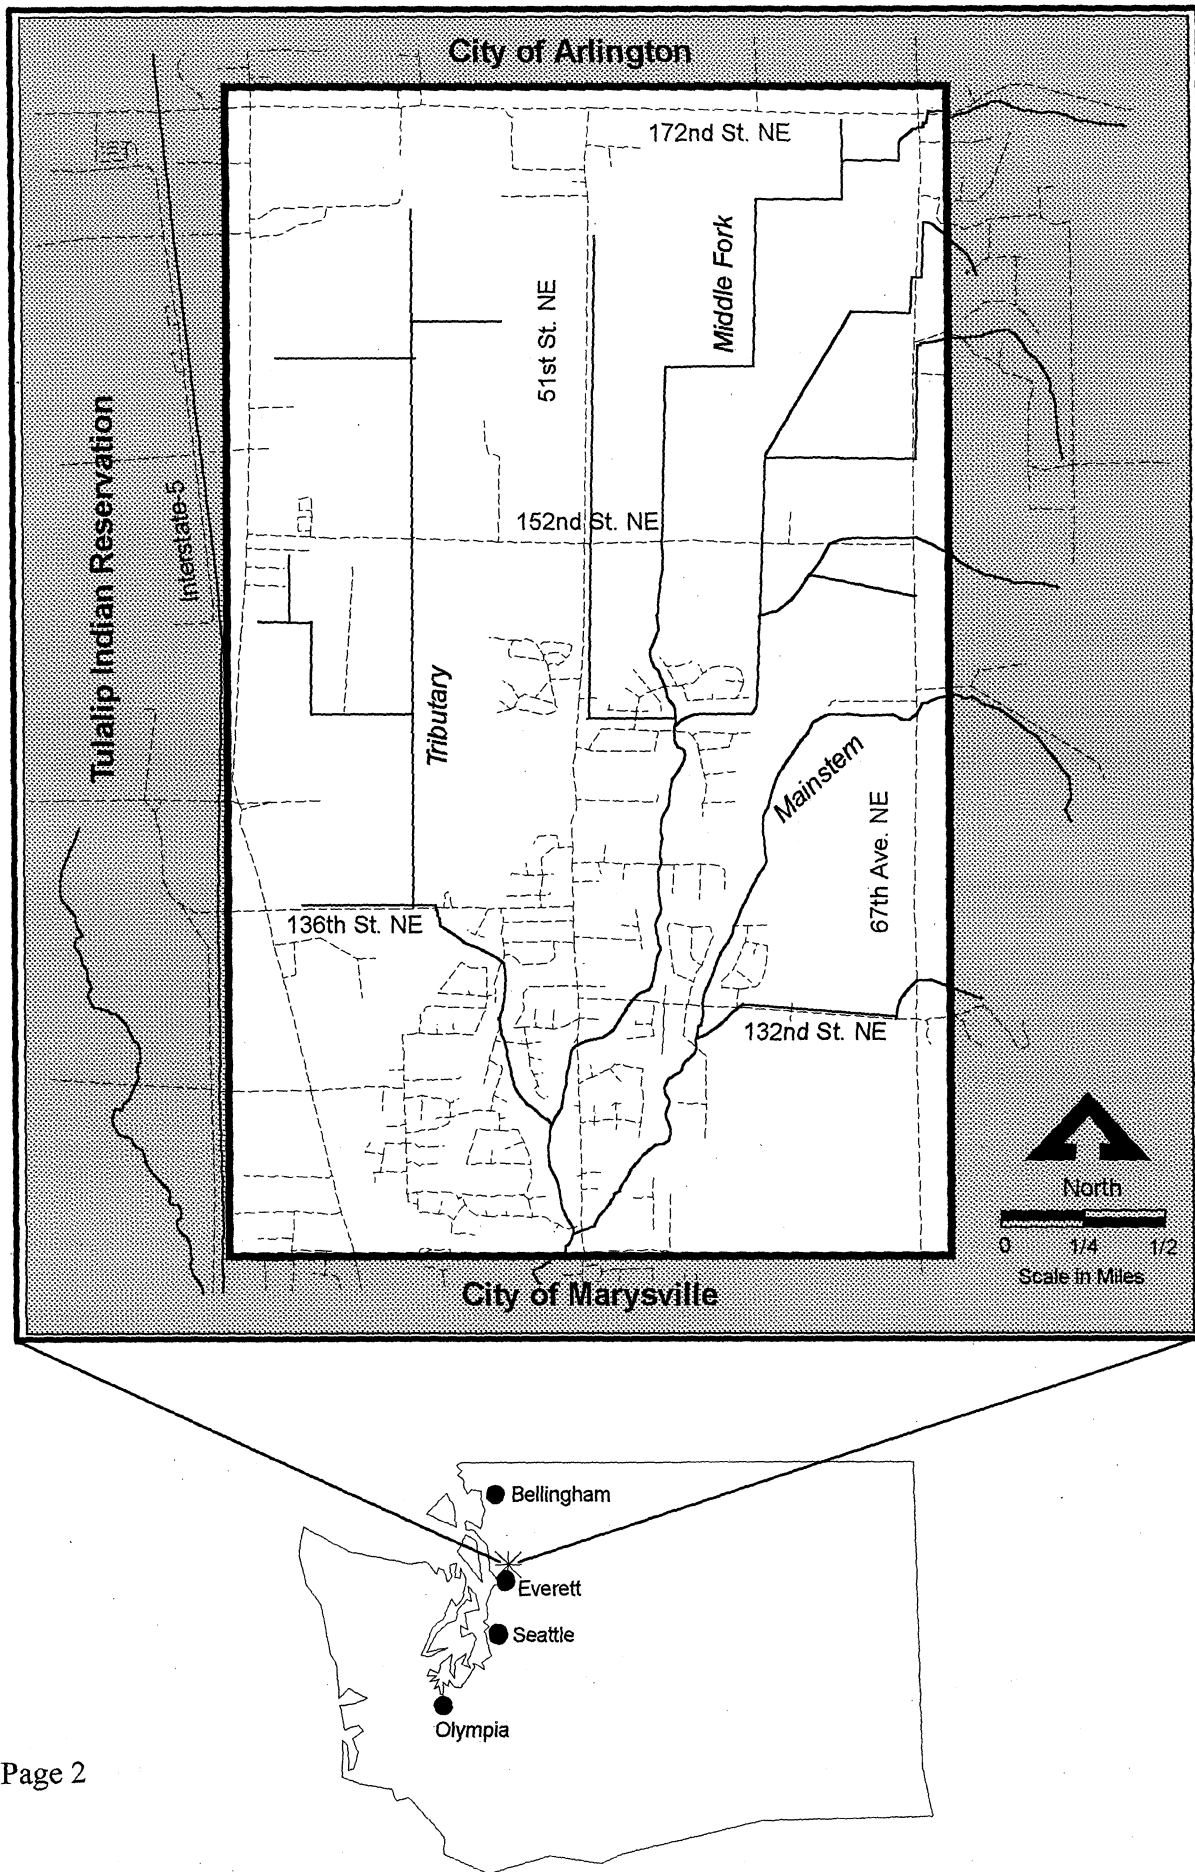 City of Arlington
172nd St. NE
Middle Fork
51st St. NE
Tulalip Indian Reservation
Interstate-5
152nd St. NE
Tributary
Mainstem
67th Ave. NE
136th St. NE
132nd St. NE
North
0 1/4 1/2
Scale in Miles
City of Marysville
Bellingham
Everett
Seattle
Olympia
Page 2